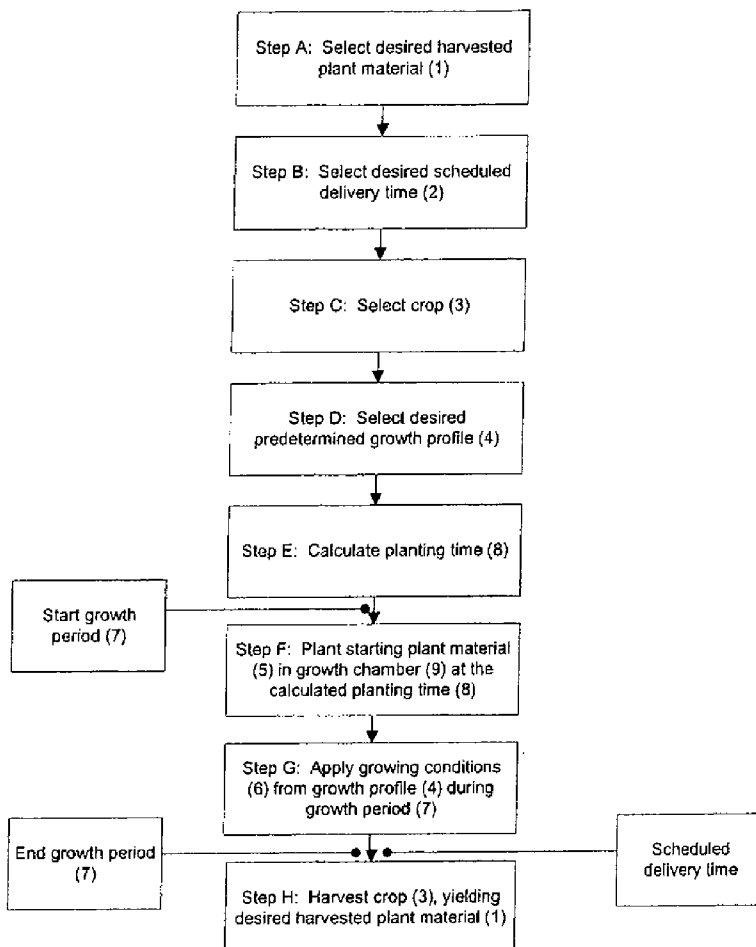 Step A: Select desired harvested
plant material (1)
Step B: Select desired scheduled
delivery time (2)
Step C: Select crop (3)
Step D: Select desired
predetermined growth profile (4)
Step E: Calculate planting time (8)
Start growth
period (7)
Step F: Plant starting plant material
(5) in growth chamber (9) at the
calculated planting time (8)
Step G: Apply growing conditions
(6) from growth profile (4) during
growth period (7)
End growth period
(7)
Scheduled
delivery time
Step H: Harvest crop (3), yielding
desired harvested plant material (1)